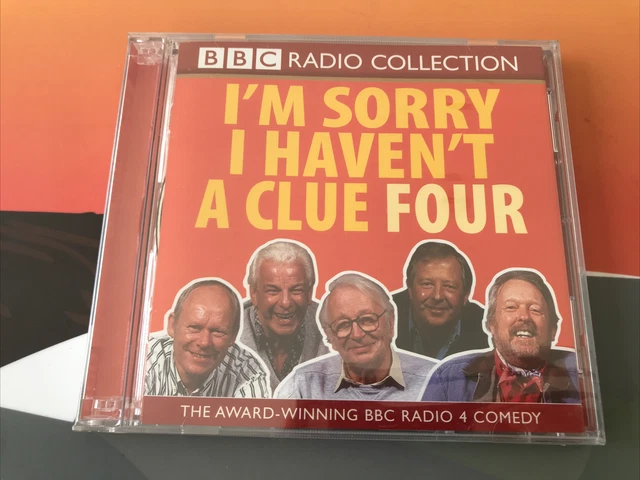 BBC RADIO COLLECTION
I'M SORRY
I HAVEN'T
A CLUE FOUR
THE AWARD-WINNING BBC RADIO 4 COMEDY